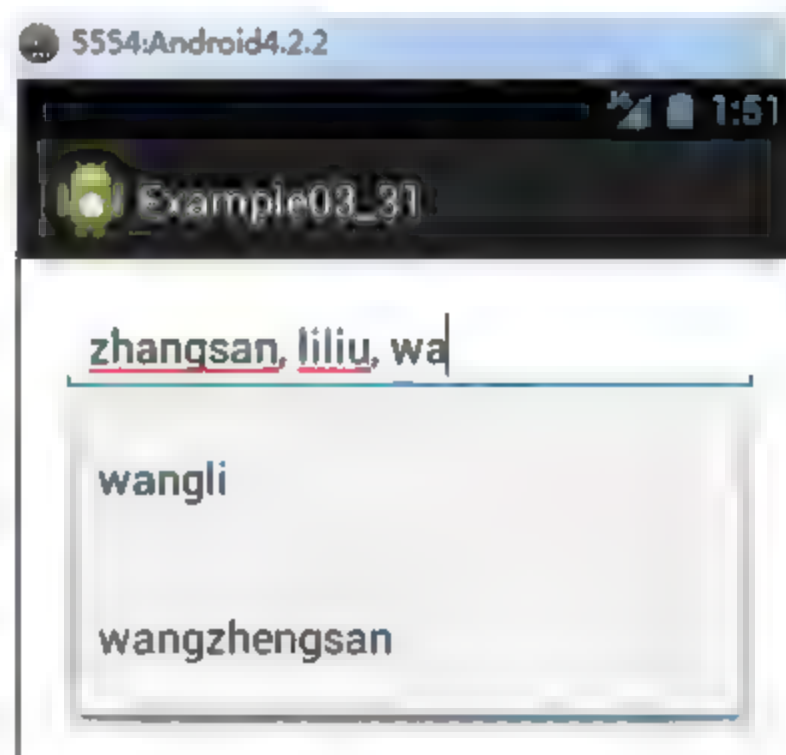 5554:Android4.2.2
1:51
Example03_31
zhangsan, liliu, wa
wangli
wangzhengsan